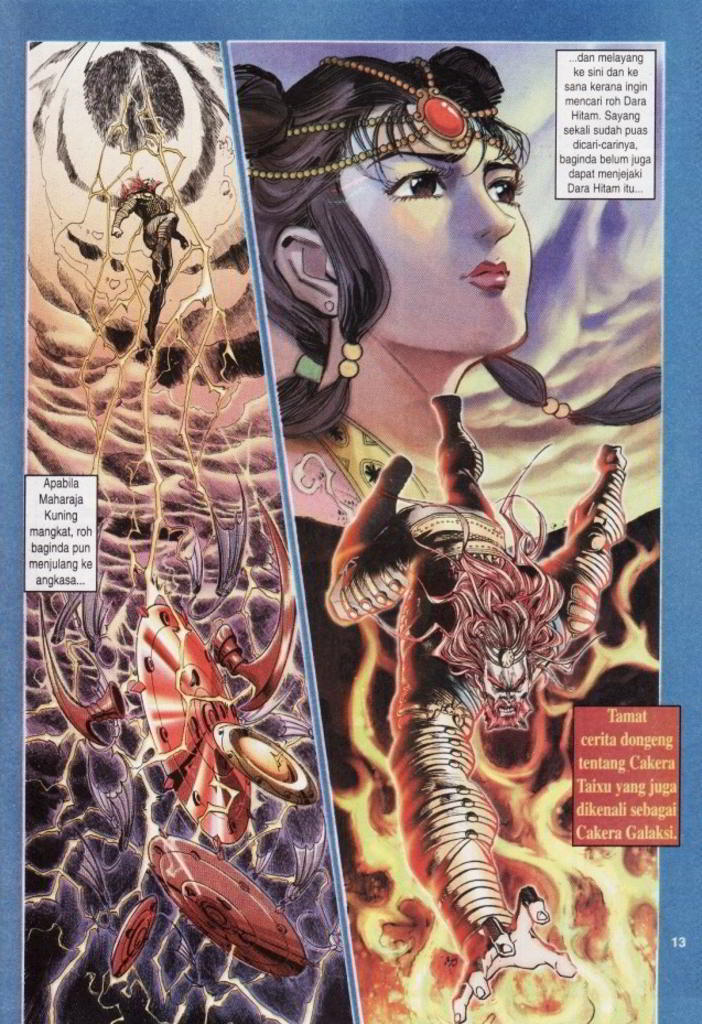 Apabila
Maharaja
Kuning
mangkat, roh
baginda pun
menjulang ke
angkasa...
...dan melayang
ke sini dan ke
sana kerana ingin
mencari roh Dara
Hitam. Sayang
sekali sudah puas
dicari-carinya,
baginda belum juga
dapat menjejaki
Dara Hitam itu...
Tamat
cerita dongeng
tentang Cakera
Taixu yang juga
dikenali sebagai
Cakera Galaksi.
13